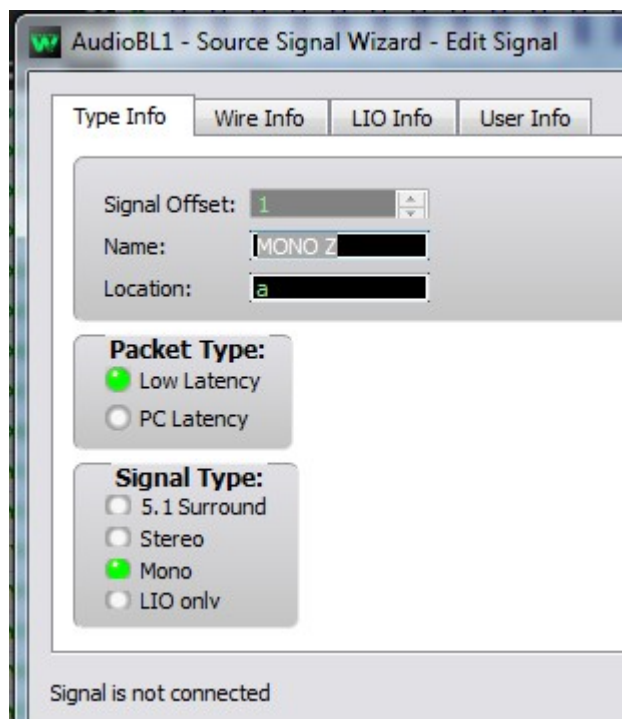 AudioBL1 - Source Signal Wizard - Edit Signal
Type Info Wire Info LIO Info User Info
Signal Offset: 1
Name: MONO Z
Location: a
Packet Type:
Low Latency
PC Latency
Signal Type:
5.1 Surround
Stereo
Mono
LIO only
Signal is not connected